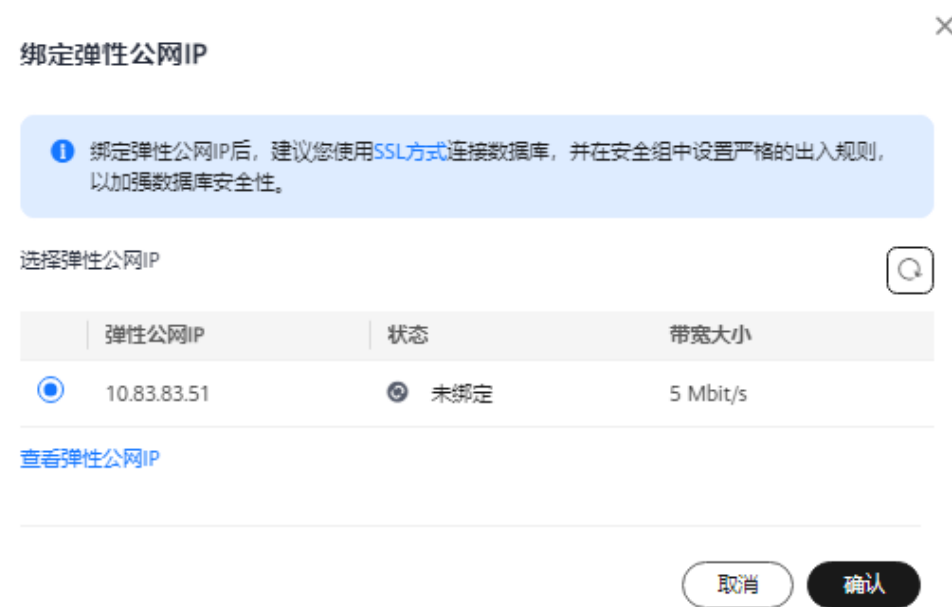 绑定弹性公网IP
绑定弹性公网IP后，建议您使用SSL方式连接数据库，并在安全组中设置严格的出入规则，
以加强数据库安全性。
选择弹性公网IP
弹性公网IP 状态 带宽大小
10.83.83.51 未绑定 5 Mbit/s
查看弹性公网IP
取消 确认